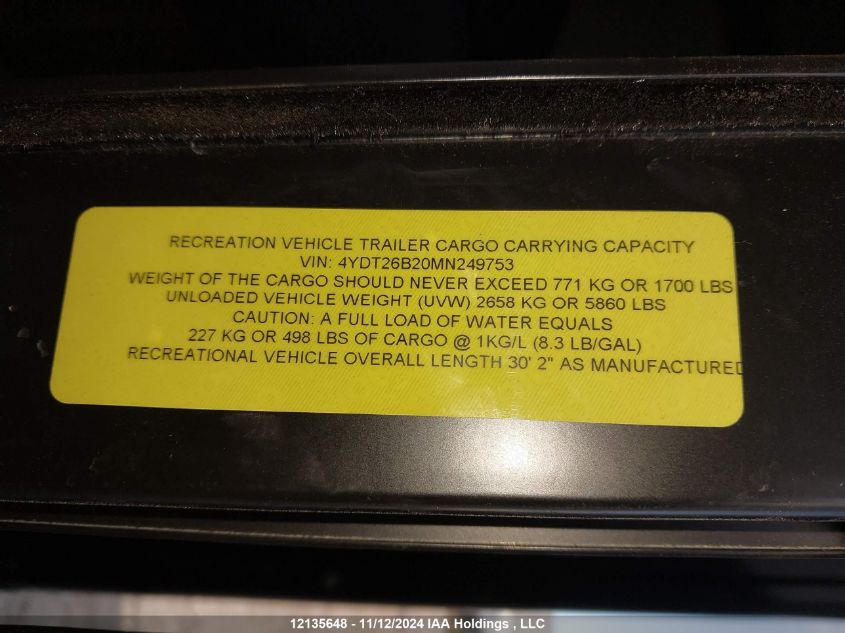 RECREATION VEHICLE TRAILER CARGO CARRYING CAPACITY
VIN: 4YDT26B20MN249753
WEIGHT OF THE CARGO SHOULD NEVER EXCEED 771 KG OR 1700 LBS
UNLOADED VEHICLE WEIGHT (UVW) 2658 KG OR 5860 LBS
CAUTION: A FULL LOAD OF WATER EQUALS
227 KG OR 498 LBS OF CARGO @ 1KG/L (8.3 LB/GAL)
RECREATIONAL VEHICLE OVERALL LENGTH 30' 2" AS MANUFACTURED
12135648 - 11/12/2024 IAA Holdings , LLC